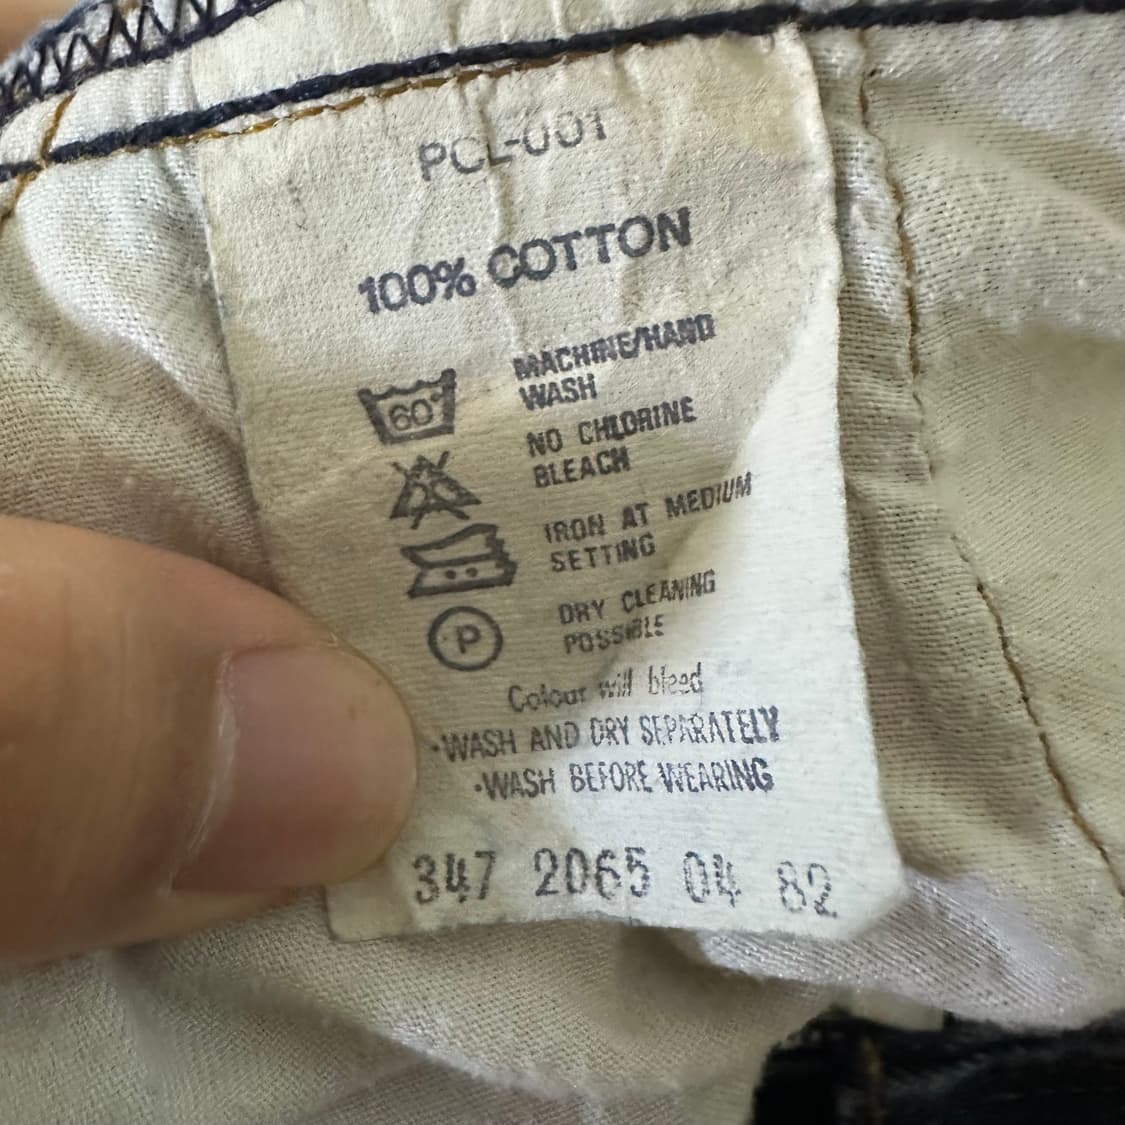 PCL-001
100% COTTON
60°
MACHINE/HAND
WASH
NO CHLORINE
BLEACH
IRON AT MEDIUM
SETTING
P
DRY CLEANING
POSSIBLE
Colour will bleed
·WASH AND DRY SEPARATELY
·WASH BEFORE WEARING
347 2065 04 82